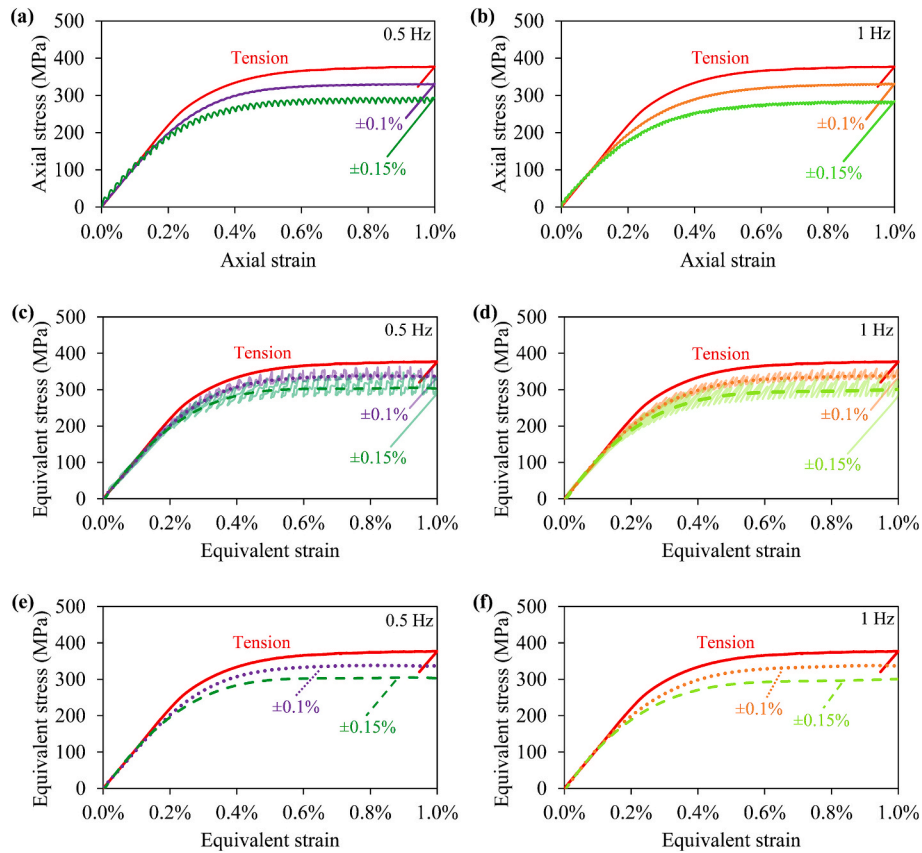 (a)
500
400
300
200
100
0
Axial stress (MPa)
0.5 Hz
Tension
±0.1%
±0.15%
0.0% 0.2% 0.4% 0.6% 0.8% 1.0%
Axial strain
(b)
500
400
300
200
100
0
Axial stress (MPa)
1 Hz
Tension
±0.1%
±0.15%
0.0% 0.2% 0.4% 0.6% 0.8% 1.0%
Axial strain
(c)
500
400
300
200
100
0
Equivalent stress (MPa)
0.5 Hz
Tension
±0.1%
±0.15%
0.0% 0.2% 0.4% 0.6% 0.8% 1.0%
Equivalent strain
(d)
500
400
300
200
100
0
Equivalent stress (MPa)
1 Hz
Tension
±0.1%
±0.15%
0.0% 0.2% 0.4% 0.6% 0.8% 1.0%
Equivalent strain
(e)
500
400
300
200
100
0
Equivalent stress (MPa)
0.5 Hz
Tension
±0.1%
±0.15%
0.0% 0.2% 0.4% 0.6% 0.8% 1.0%
Equivalent strain
(f)
500
400
300
200
100
0
Equivalent stress (MPa)
1 Hz
Tension
±0.1%
±0.15%
0.0% 0.2% 0.4% 0.6% 0.8% 1.0%
Equivalent strain